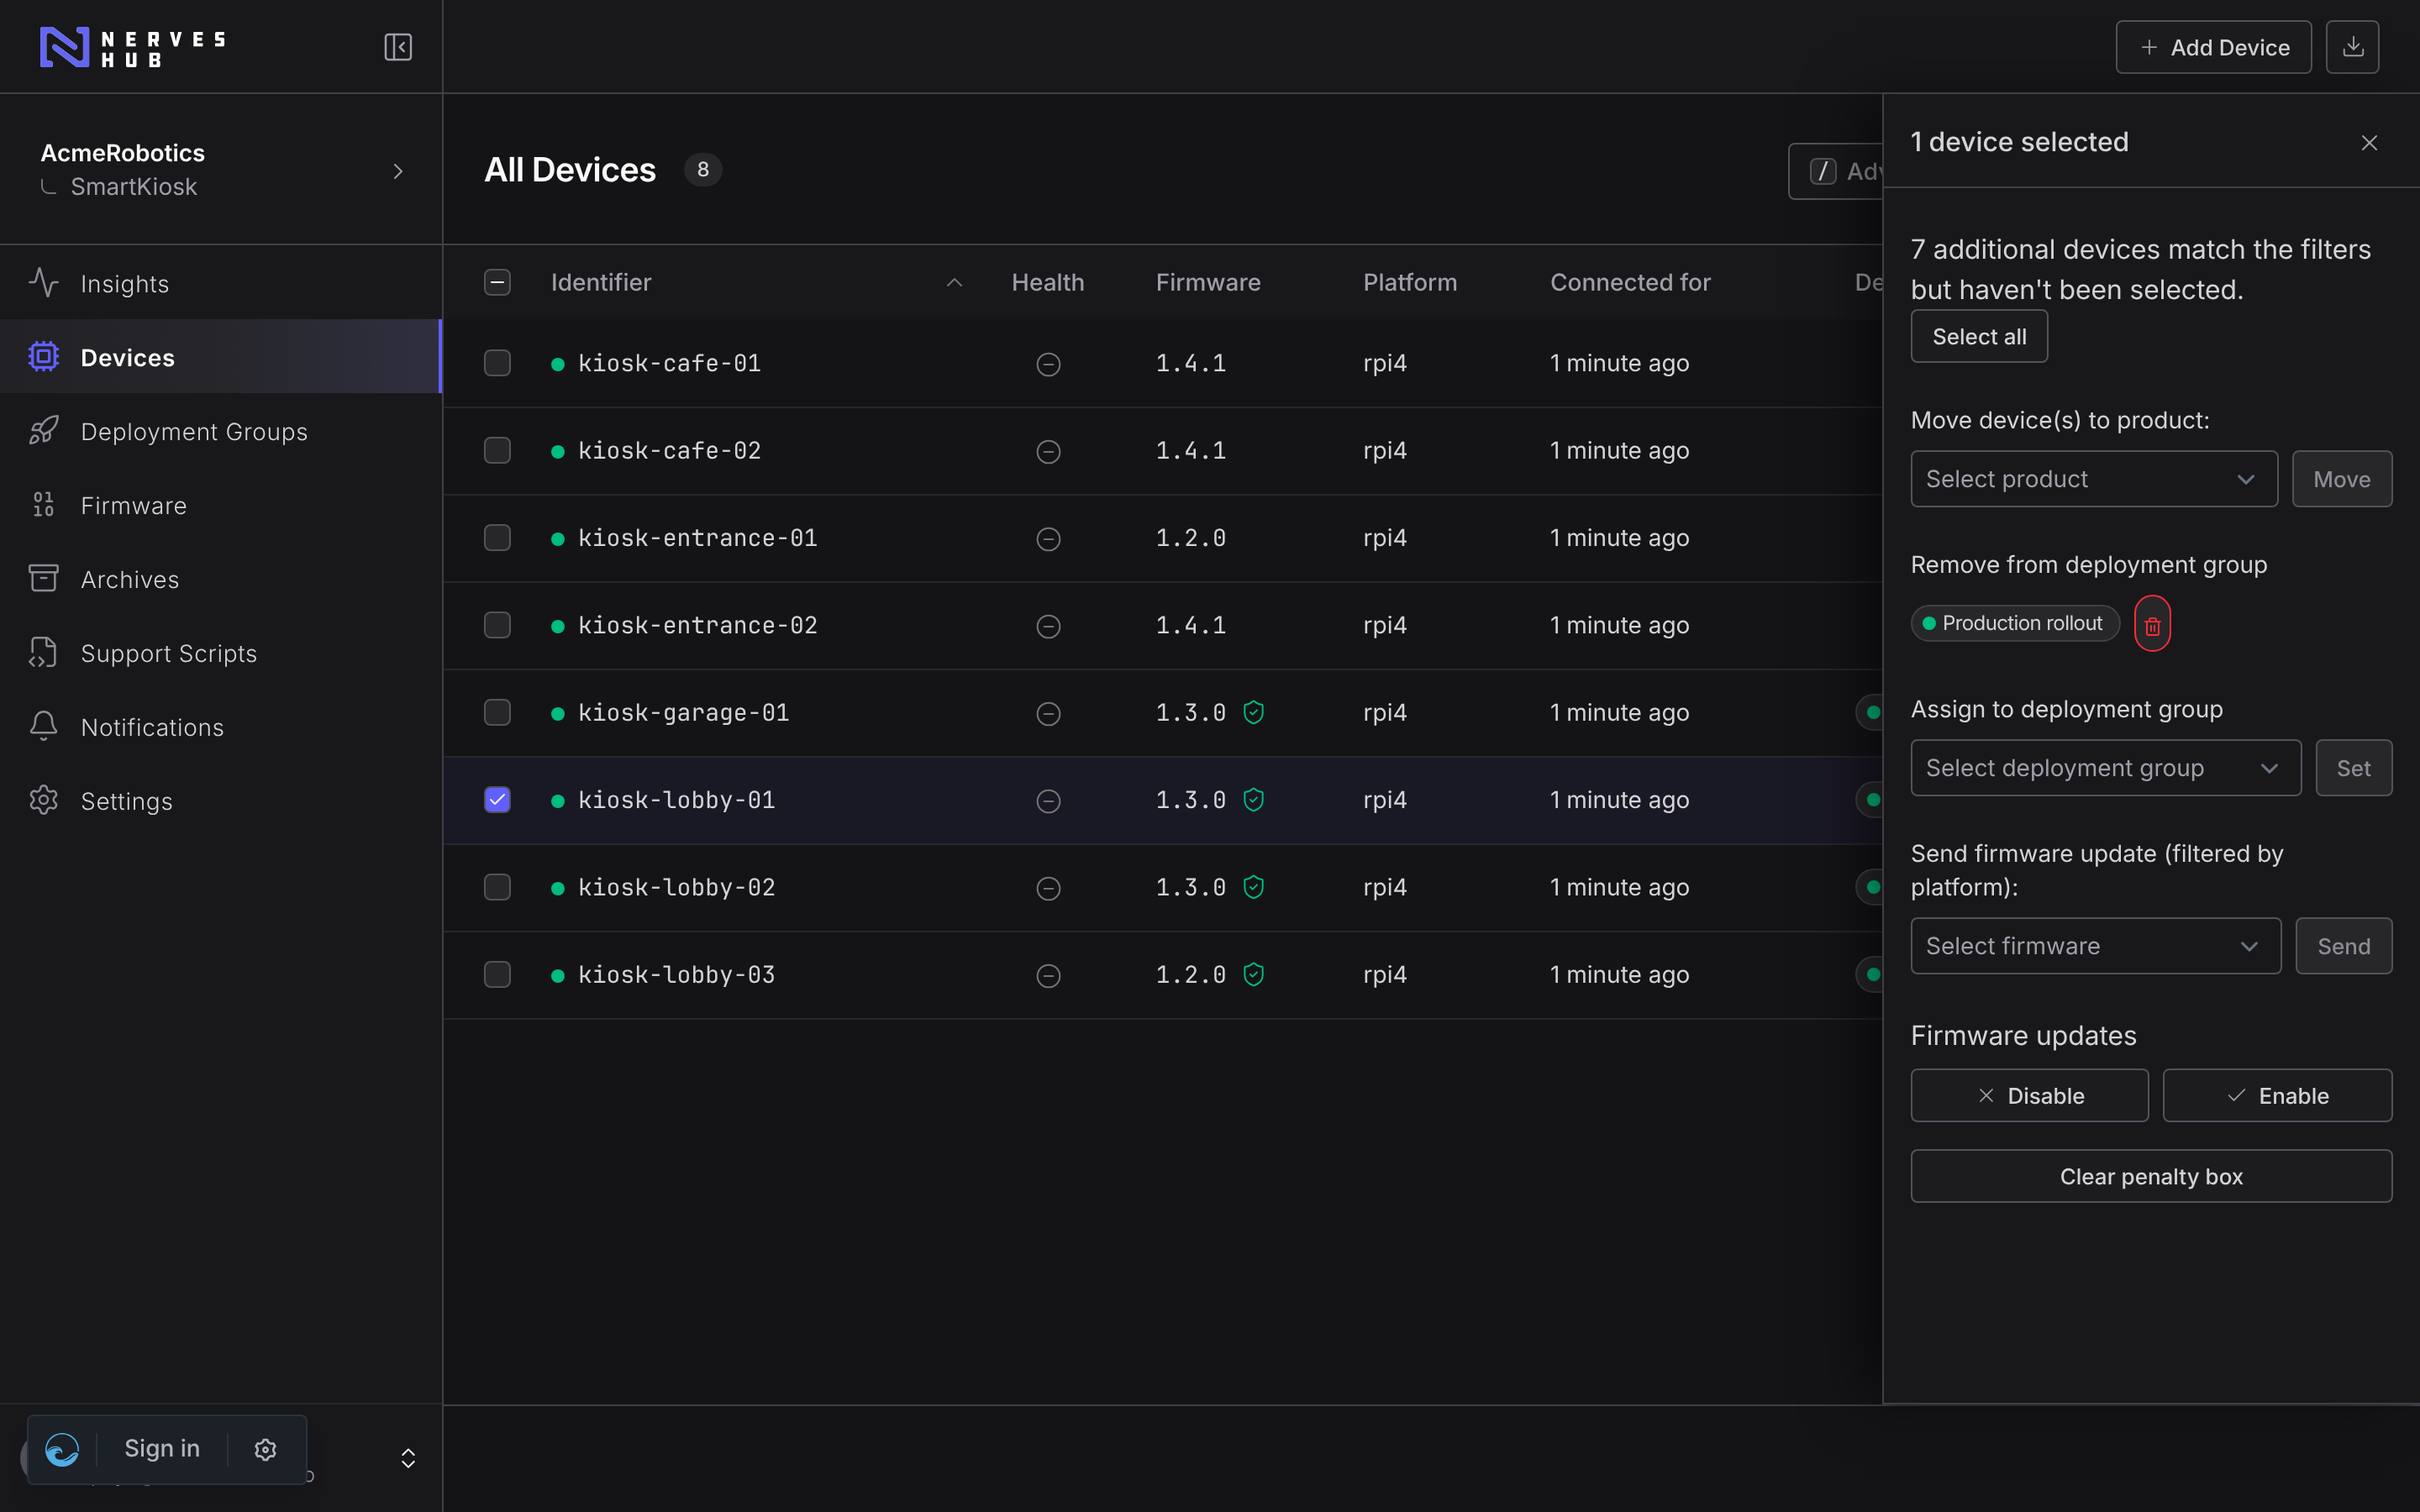 NERVES
HUB
Add Device
AcmeRobotics
SmartKiosk
Insights
Devices
Deployment Groups
Firmware
Archives
Support Scripts
Notifications
Settings
Sign in
All Devices 8
/
Identifier Health Firmware Platform Connected for
kiosk-cafe-01 1.4.1 rpi4 1 minute ago
kiosk-cafe-02 1.4.1 rpi4 1 minute ago
kiosk-entrance-01 1.2.0 rpi4 1 minute ago
kiosk-entrance-02 1.4.1 rpi4 1 minute ago
kiosk-garage-01 1.3.0 rpi4 1 minute ago
kiosk-lobby-01 1.3.0 rpi4 1 minute ago
kiosk-lobby-02 1.3.0 rpi4 1 minute ago
kiosk-lobby-03 1.2.0 rpi4 1 minute ago
1 device selected
7 additional devices match the filters
but haven't been selected.
Select all
Move device(s) to product:
Select product Move
Remove from deployment group
Production rollout
Assign to deployment group
Select deployment group Set
Send firmware update (filtered by
platform):
Select firmware Send
Firmware updates
Disable Enable
Clear penalty box